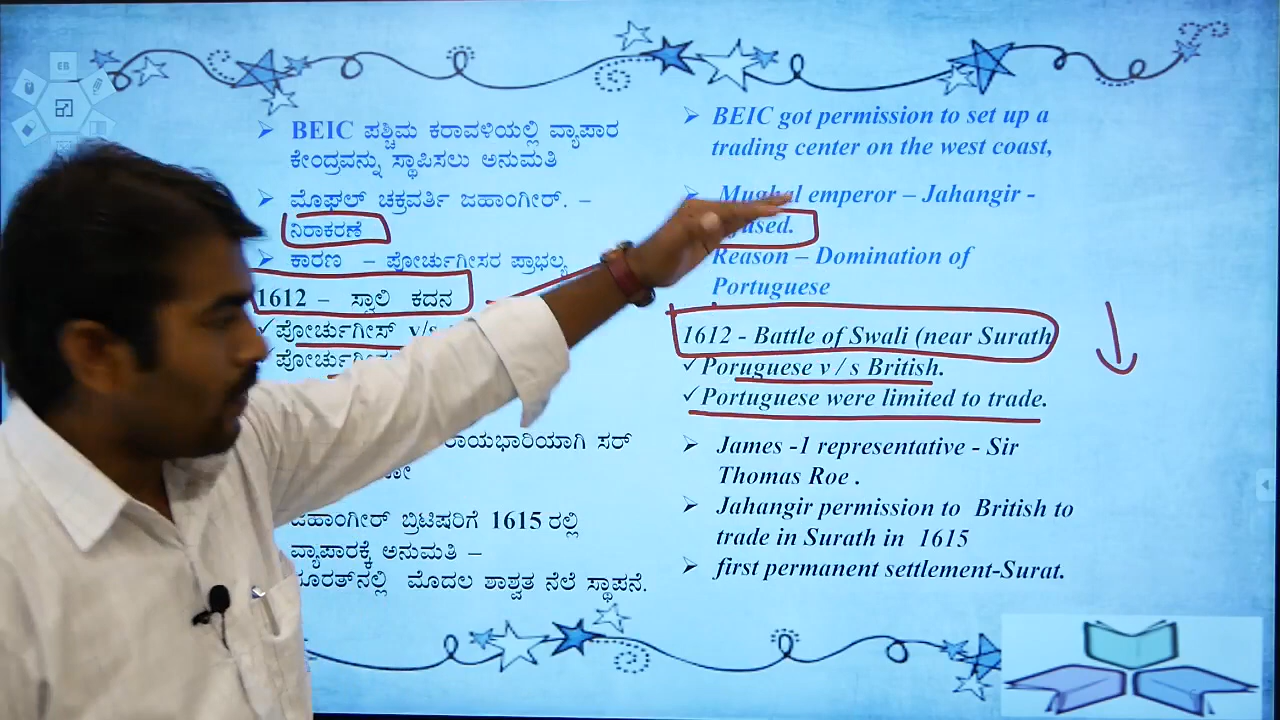 EB
BEIC ಪಶ್ಚಿಮ ಕರಾವಳಿಯಲ್ಲಿ ವ್ಯಾಪಾರ
ಕೇಂದ್ರವನ್ನು ಸ್ಥಾಪಿಸಲು ಅನುಮತಿ
ಮೊಘಲ್ ಚಕ್ರವರ್ತಿ ಜಹಾಂಗೀರ್. –
ನಿರಾಕರಣೆ
ಕಾರಣ – ಪೋರ್ಚುಗೀಸರ ಪ್ರಾಭಲ್ಯ
1612 – ಸ್ವಾಲಿ ಕದನ
ಪೋರ್ಚುಗೀಸ್ v/s
ಸರ್
ಜಹಾಂಗೀರ್ ಬ್ರಿಟಿಷರಿಗೆ 1615 ರಲ್ಲಿ
ವ್ಯಾಪಾರಕ್ಕೆ ಅನುಮತಿ –
ಮೊದಲ ಶಾಶ್ವತ ನೆಲೆ ಸ್ಥಾಪನೆ.
BEIC got permission to set up a
trading center on the west coast,
Mughal emperor – Jahangir -
Reason – Domination of
Portuguese
1612 - Battle of Swali (near Surath
Poruguese v / s British.
Portuguese were limited to trade.
James -1 representative - Sir
Thomas Roe .
Jahangir permission to British to
trade in Surath in 1615
first permanent settlement-Surat.